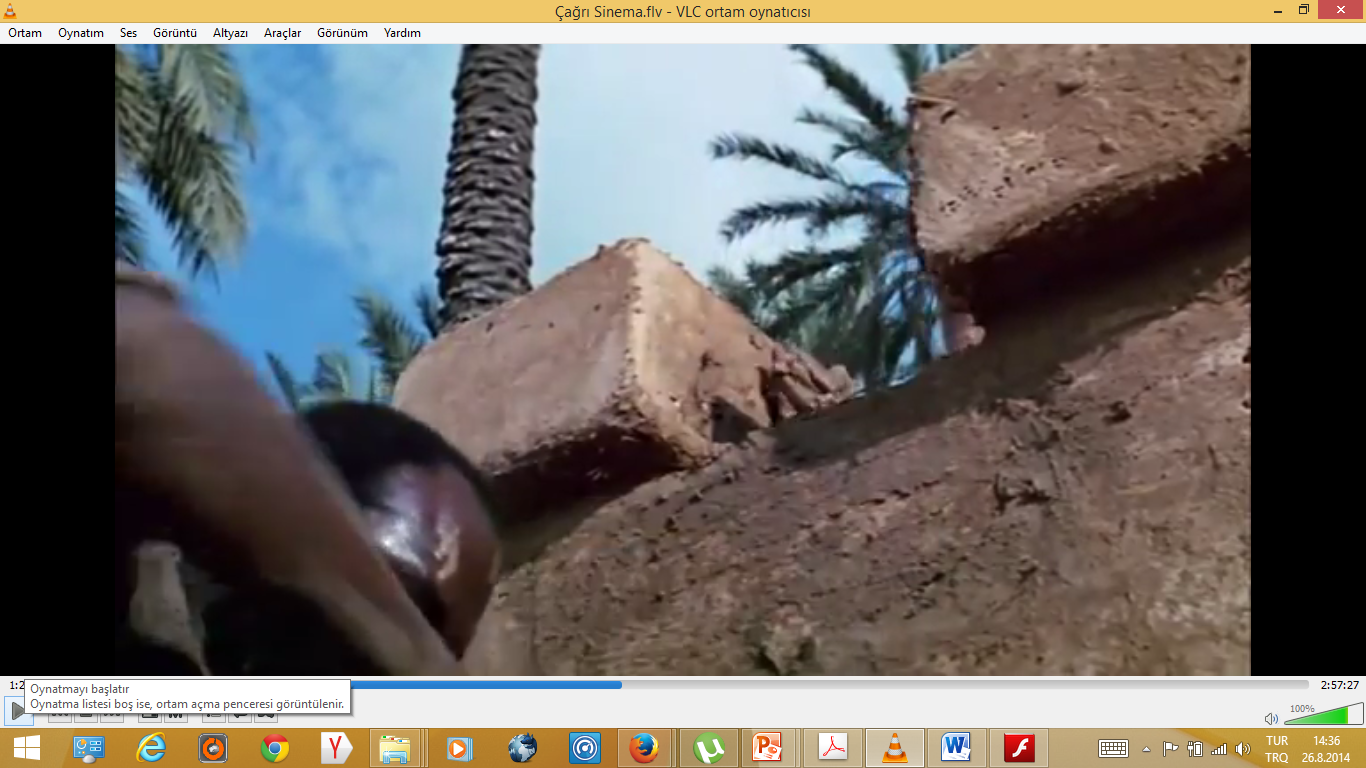 Çağrı Sinema.flv - VLC ortam oynatıcısı
Ortam Oynatım Ses Görüntü Altyazı Araçlar Görünüm Yardım
2:57:27
Oynatmayı başlatır
Oynatma listesi boş ise, ortam açma penceresi görüntülenir.
100%
TUR 14:36
TRQ 26.8.2014